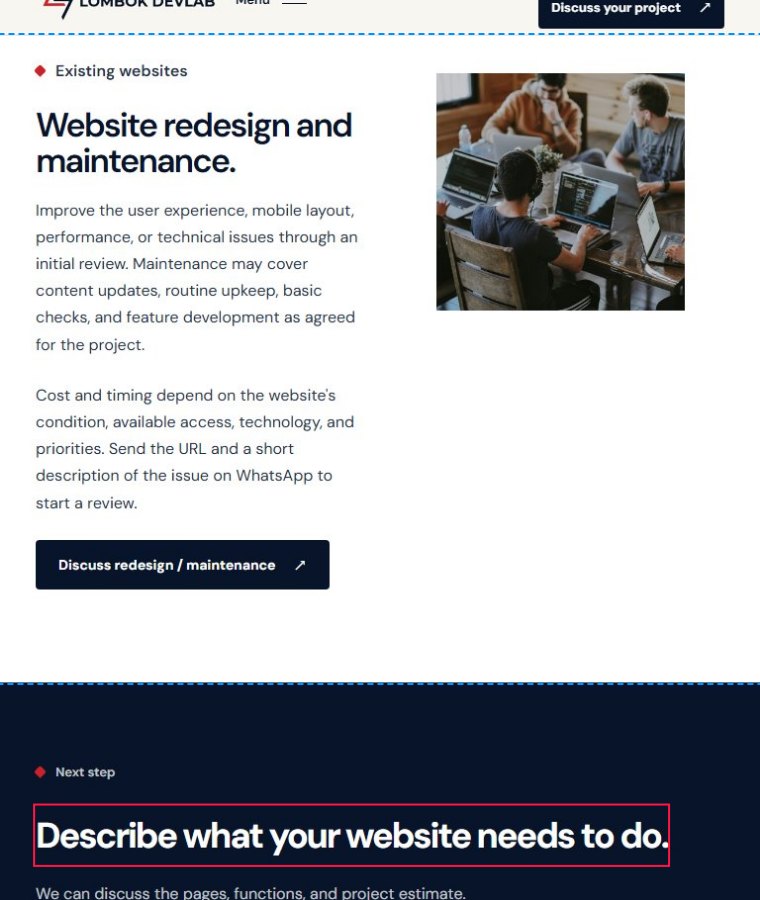 LOMBOK DEVLAB
Menu
Discuss your project ↗
Existing websites
Website redesign and
maintenance.
Improve the user experience, mobile layout,
performance, or technical issues through an
initial review. Maintenance may cover
content updates, routine upkeep, basic
checks, and feature development as agreed
for the project.
Cost and timing depend on the website's
condition, available access, technology, and
priorities. Send the URL and a short
description of the issue on WhatsApp to
start a review.
Discuss redesign / maintenance ↗
Next step
Describe what your website needs to do.
We can discuss the pages, functions, and project estimate.